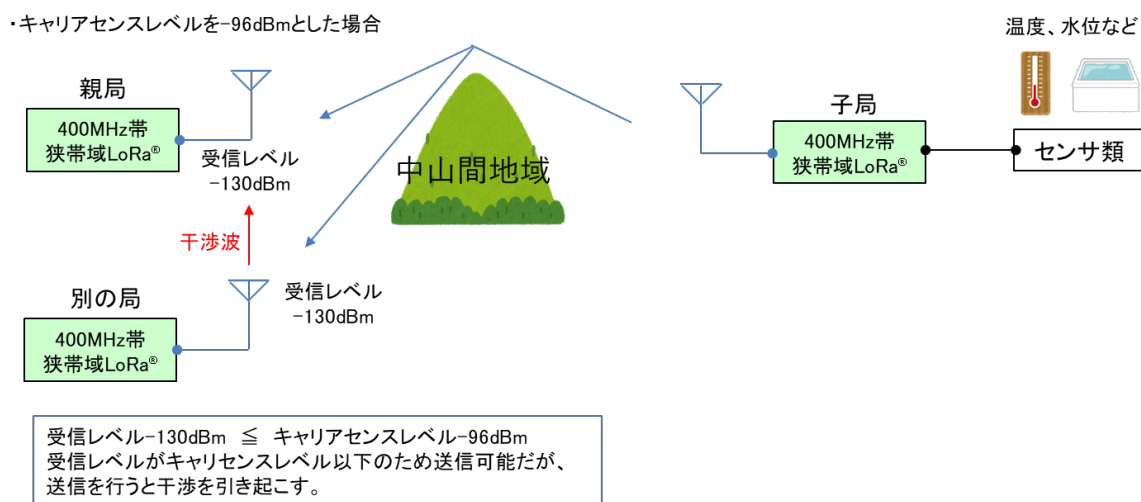 ・キャリアセンスレベルを-96dBmとした場合
温度、水位など
親局
400MHz帯
狭帯域LoRa®
受信レベル
-130dBm
中山間地域
子局
400MHz帯
狭帯域LoRa®
センサ類
干渉波
別の局
400MHz帯
狭帯域LoRa®
受信レベル
-130dBm
受信レベル-130dBm ≦ キャリアセンスレベル-96dBm
受信レベルがキャリセンスレベル以下のため送信可能だが、
送信を行うと干渉を引き起こす。